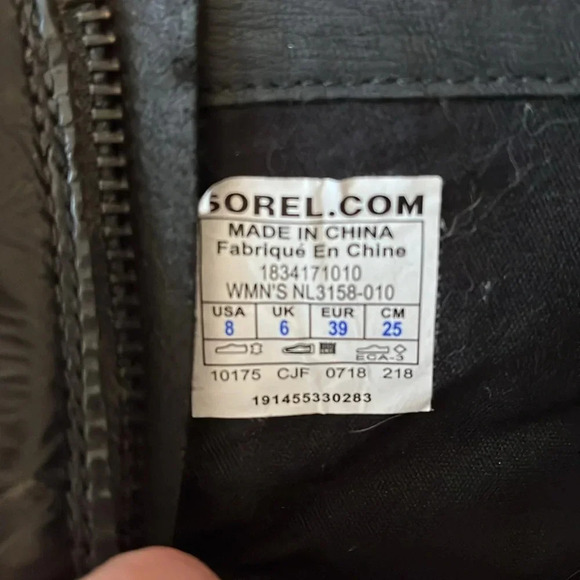 SOREL.COM
MADE IN CHINA
Fabriqué En Chine
1834171010
WMN'S NL3158-010
USA UK EUR CM
8 6 39 25
ECA-3
10175 CJF 0718 218
191455330283